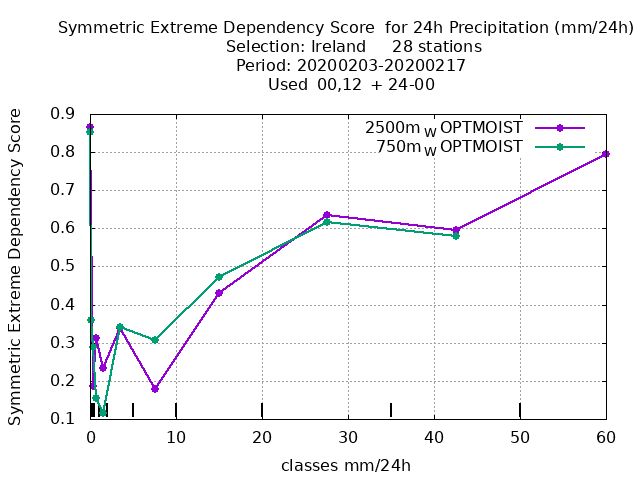 Symmetric Extreme Dependency Score for 24h Precipitation (mm/24h)
Selection: Ireland 28 stations
Period: 20200203-20200217
Used 00,12 + 24-00
Symmetric Extreme Dependency Score
0.9
0.8
0.7
0.6
0.5
0.4
0.3
0.2
0.1
2500m W OPTMOIST
750m W OPTMOIST
0 10 20 30 40 50 60
classes mm/24h